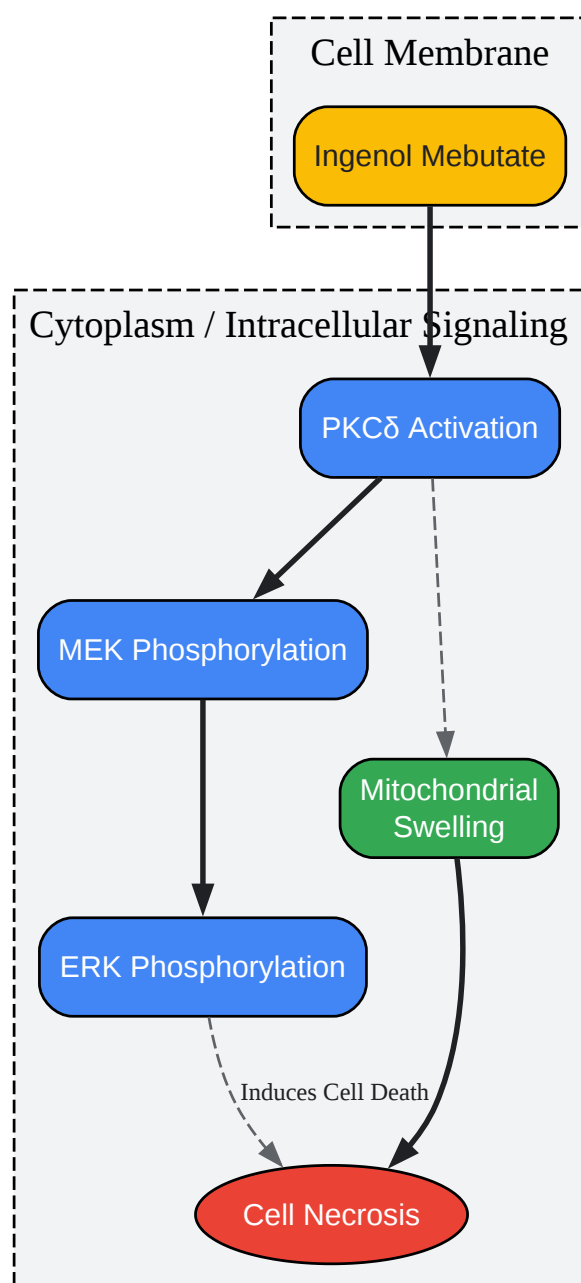 Cell Membrane
Ingenol Mebutate
Cytoplasm / Intracellular Signaling
PKCδ Activation
MEK Phosphorylation
Mitochondrial
Swelling
ERK Phosphorylation
Induces Cell Death
Cell Necrosis